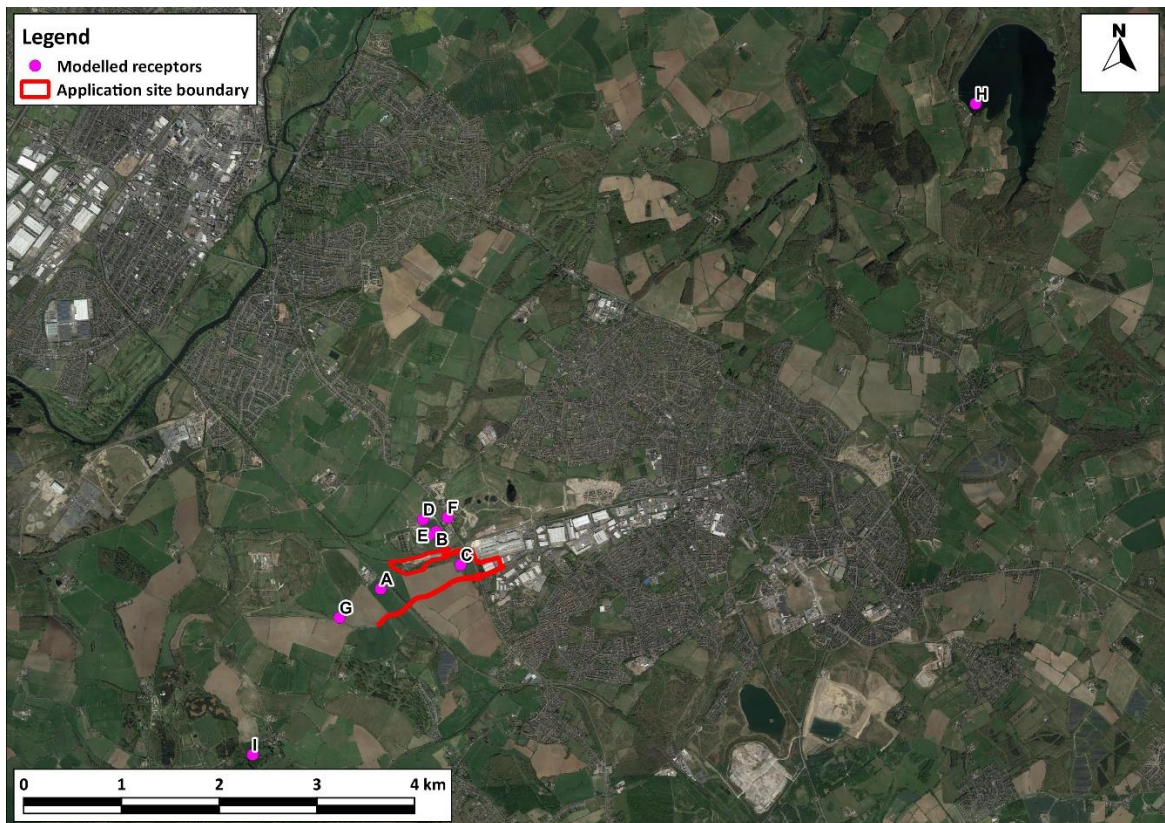 Legend
Modelled receptors
Application site boundary
N
H
D
F
E
B
C
A
G
I
0 1 2 3 4 km